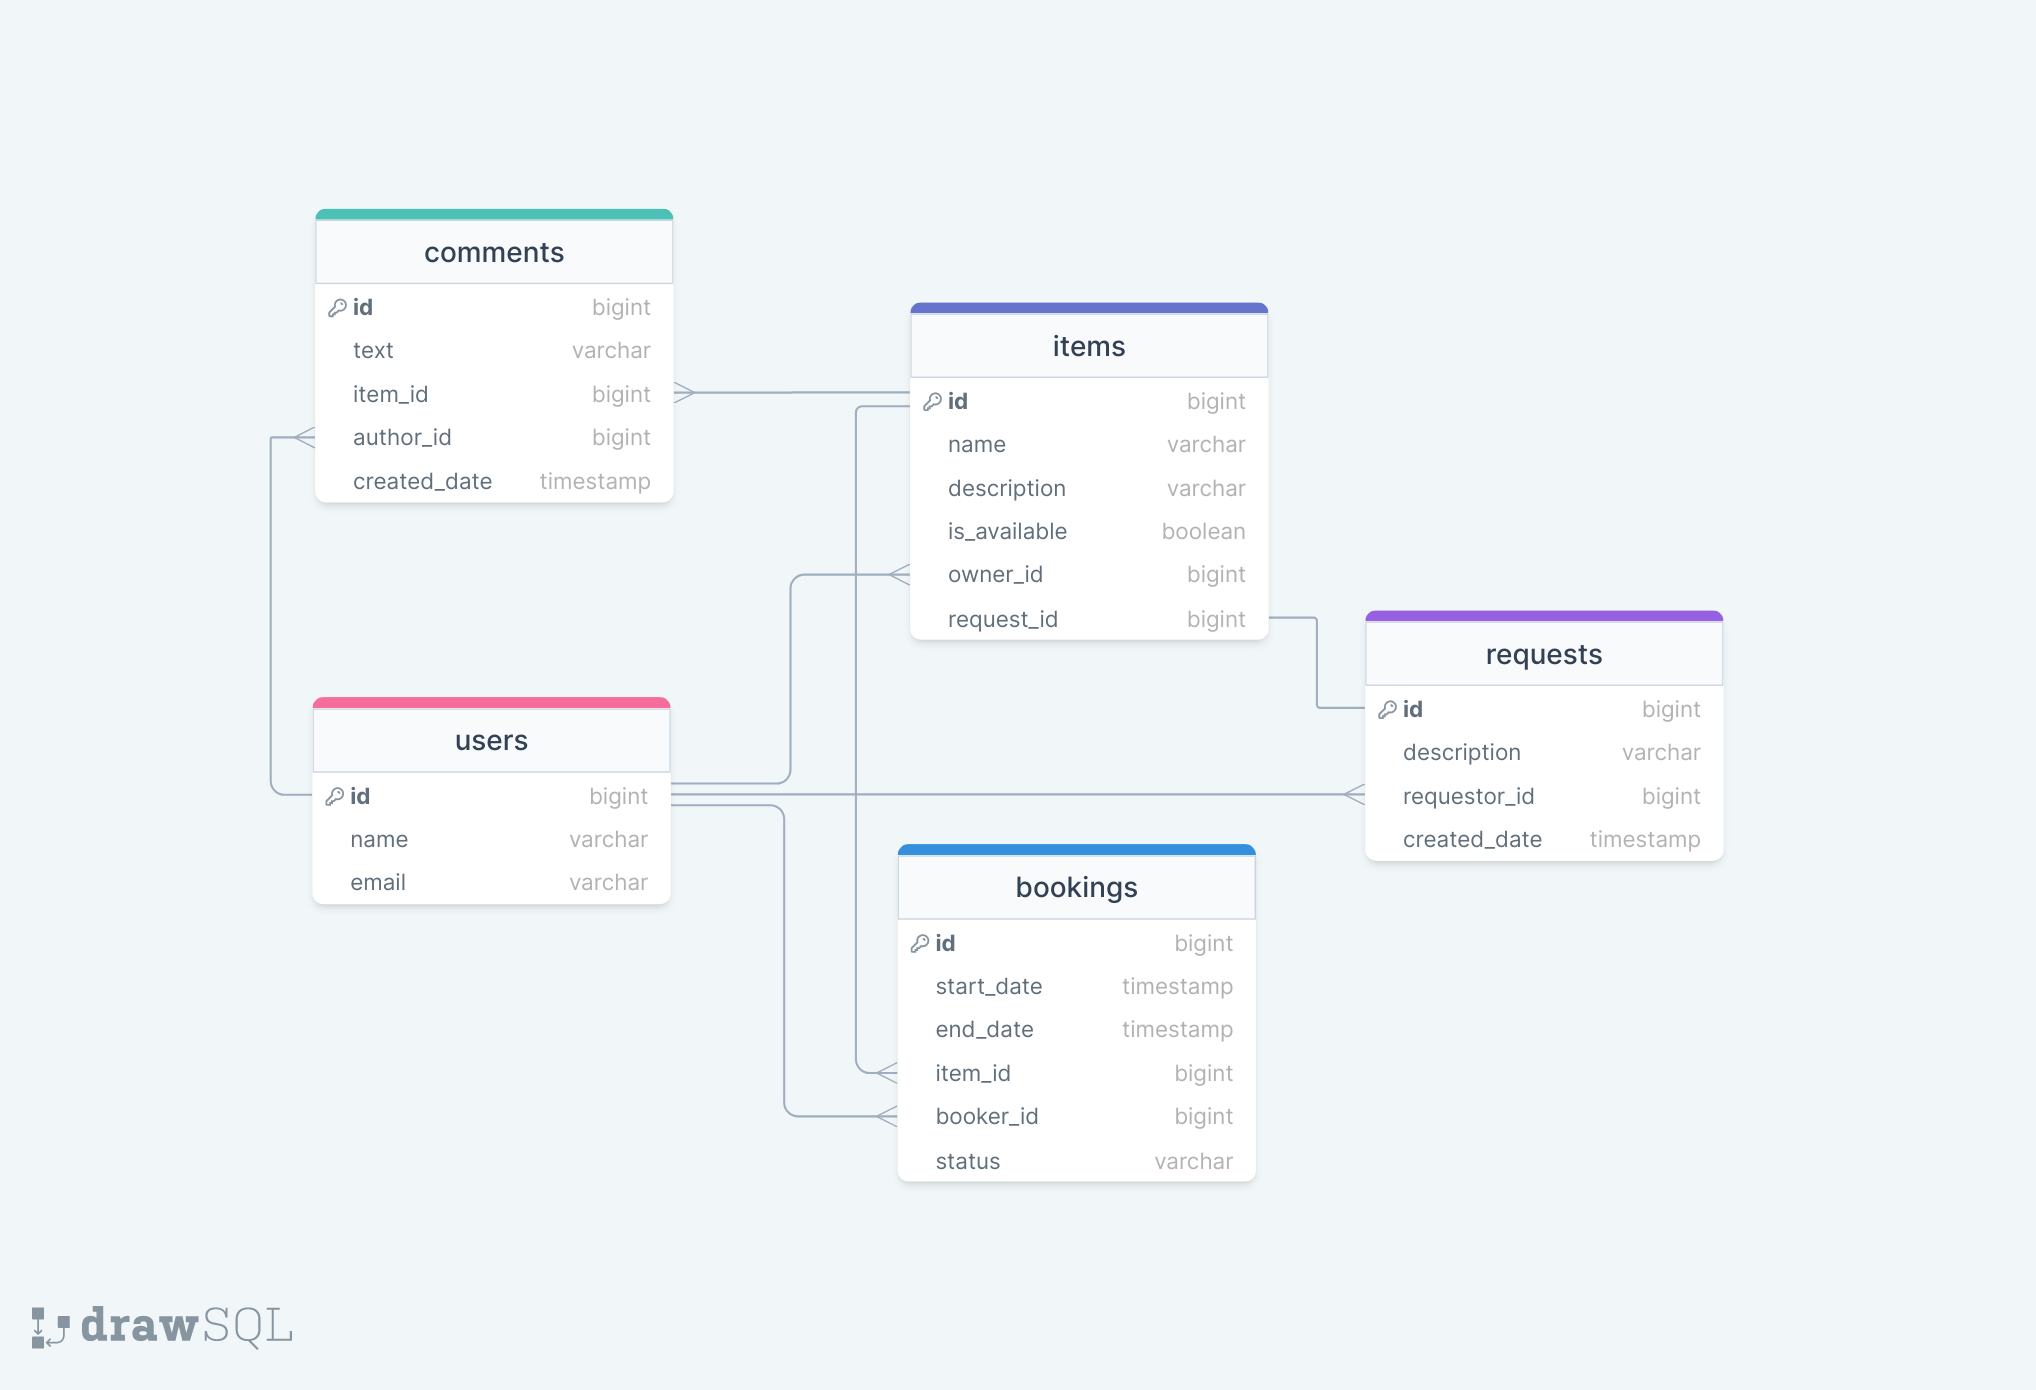 comments
id bigint
text varchar
item_id bigint
author_id bigint
created_date timestamp
items
id bigint
name varchar
description varchar
is_available boolean
owner_id bigint
request_id bigint
requests
id bigint
description varchar
requestor_id bigint
created_date timestamp
users
id bigint
name varchar
email varchar
bookings
id bigint
start_date timestamp
end_date timestamp
item_id bigint
booker_id bigint
status varchar
drawSQL